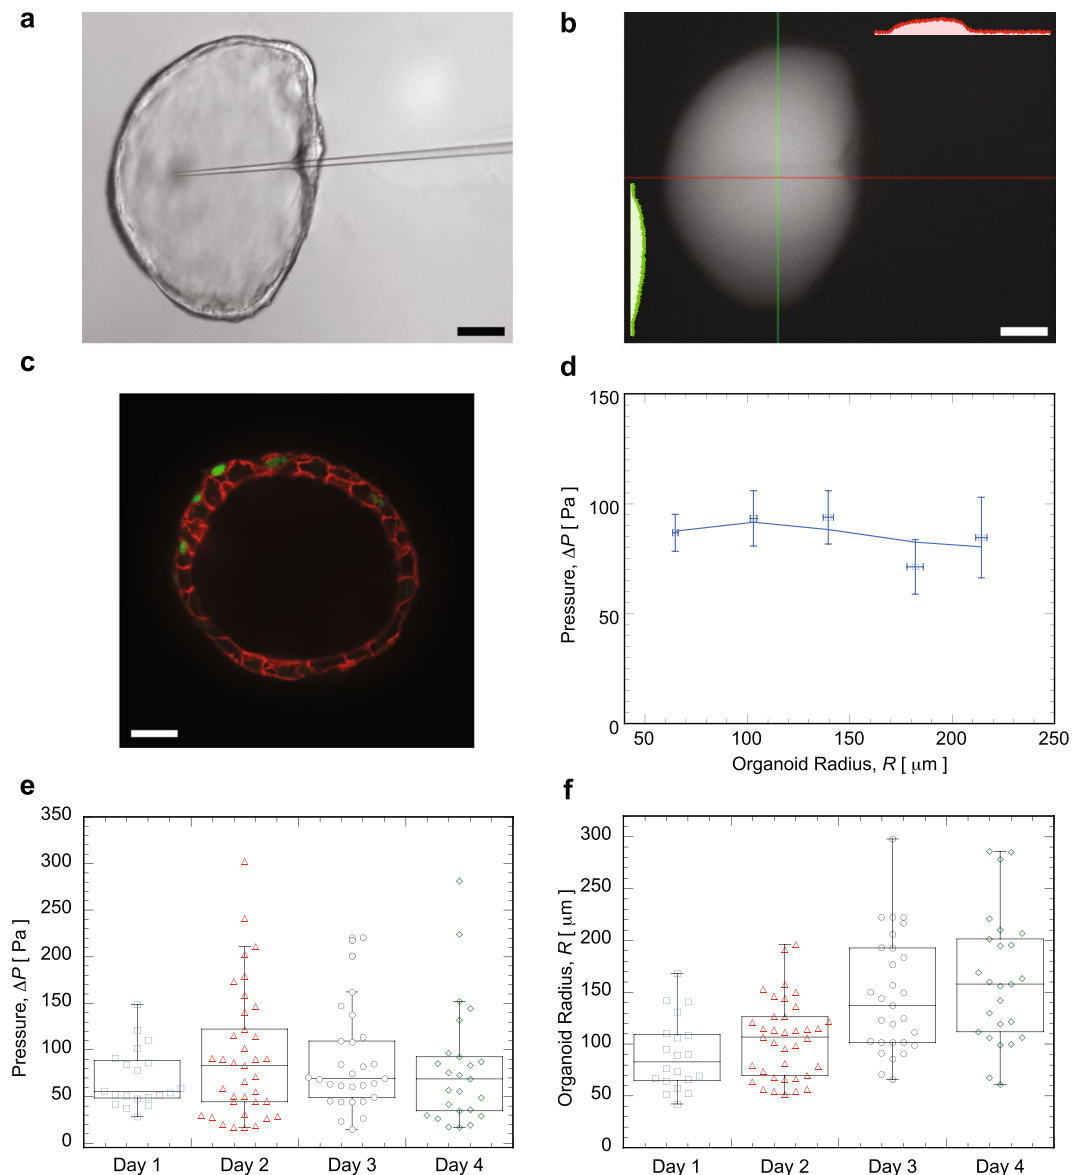 a
b
c
d
150
100
50
0
Pressure, ΔP [ Pa ]
50
100
150
200
250
Organoid Radius, R [ μm ]
e
350
300
250
200
150
100
50
0
Pressure, ΔP [ Pa ]
Day 1
Day 2
Day 3
Day 4
f
300
250
200
150
100
50
0
Organoid Radius, R [ μm ]
Day 1
Day 2
Day 3
Day 4